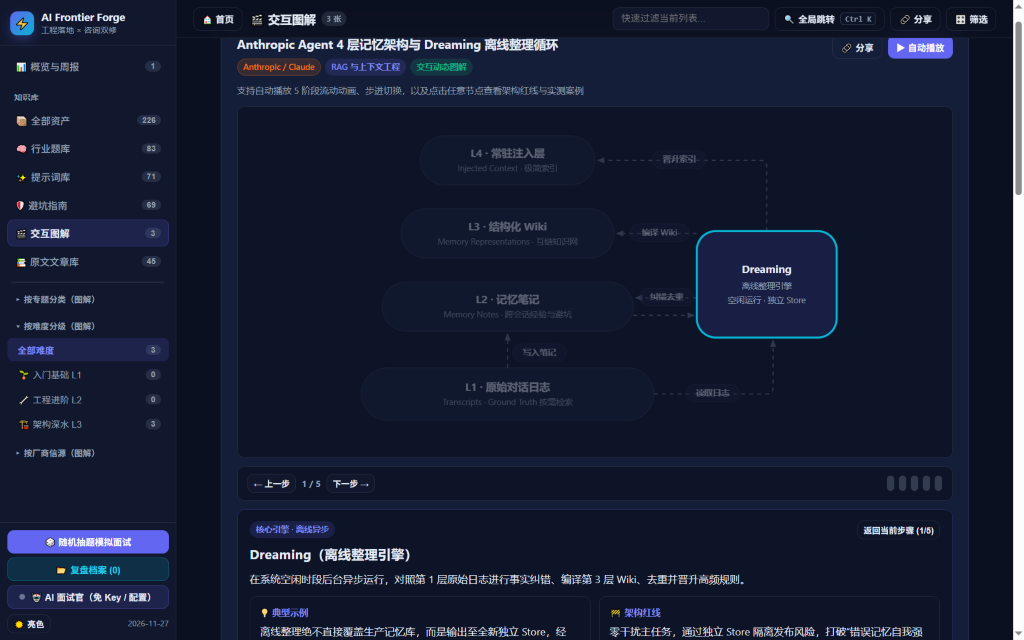 AI Frontier Forge
工程落地 × 咨询双修
首页
交互图解
3 张
快速过滤当前列表...
全局跳转 Ctrl K
分享
筛选
概览与周报 1
知识库
全部资产 226
行业题库 83
提示词库 71
避坑指南 69
交互图解 3
原文文章库 45
按专题分类（图解）
按难度分级（图解）
全部难度 3
入门基础 L1 0
工程进阶 L2 0
架构深水 L3 3
按厂商信源（图解）
随机抽题模拟面试
复盘档案 (0)
AI 面试官（免 Key / 配置）
亮色
2026-11-27
Anthropic Agent 4 层记忆架构与 Dreaming 离线整理循环
分享
自动播放
Anthropic / Claude
RAG 与上下文工程
交互动态图解
支持自动播放 5 阶段流动动画、步进切换，以及点击任意节点查看架构红线与实测案例
L4 · 常驻注入层
Injected Context · 极简索引
晋升索引
L3 · 结构化 Wiki
Memory Representations · 互链知识网
编译 Wiki
Dreaming
离线整理引擎
空闲运行 · 独立 Store
L2 · 记忆笔记
Memory Notes · 跨会话经验与避坑
纠错去重
写入笔记
L1 · 原始对话日志
Transcripts · Ground Truth 按需检索
读取日志
← 上一步
1 / 5
下一步 →
核心引擎 · 离线异步
返回当前步骤 (1/5)
Dreaming（离线整理引擎）
在系统空闲时段后台异步运行，对照第 1 层原始日志进行事实纠错、编译第 3 层 Wiki、去重并晋升高频规则。
典型示例
离线整理绝不直接覆盖生产记忆库，而是输出至全新独立 Store，经
架构红线
零干扰主任务，通过独立 Store 隔离发布风险，打破"错误记忆自我强